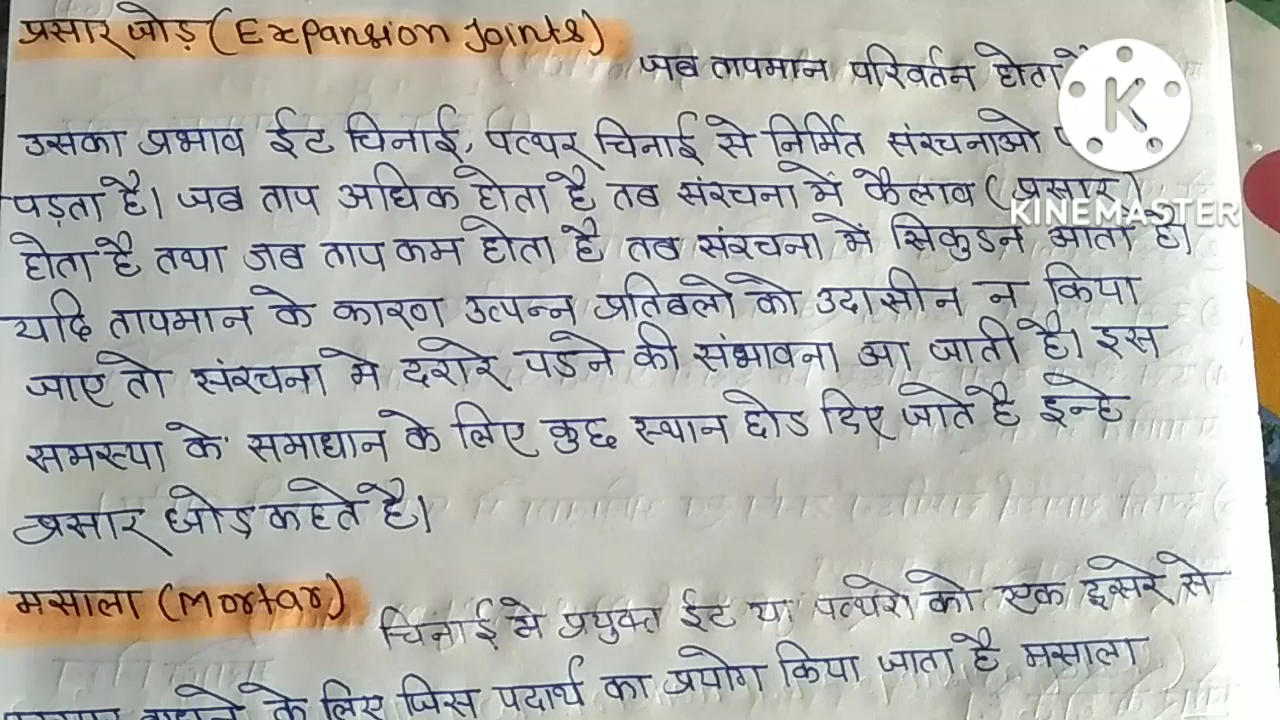 प्रसार जोड़ (Expansion Joints)
जब तापमान परिवर्तन होता
उसका प्रभाव ईट चिनाई, पत्थर चिनाई से निर्मित संरचनाओ
पड़ता है। जब ताप अधिक होता है तब संरचना में फैलाव (प्रसार)
होता है तथा जब ताप कम होता है तब संरचना में सिकुडन आता है।
यदि तापमान के कारण उत्पन्न प्रतिबलो को उदासीन न किया
जाए तो संरचना मे दरारे पडने की संभावना आ जाती है। इस
समस्या के समाधान के लिए कुछ स्थान छोड दिए जाते है इन्हे
प्रसार जोड़ कहते है।
मसाला (Mortar)
चिनाई मे प्रयुक्त ईट या पत्थरो को एक दूसरे से
के लिए जिस पदार्थ का प्रयोग किया जाता है मसाला
K
KINEMASTER